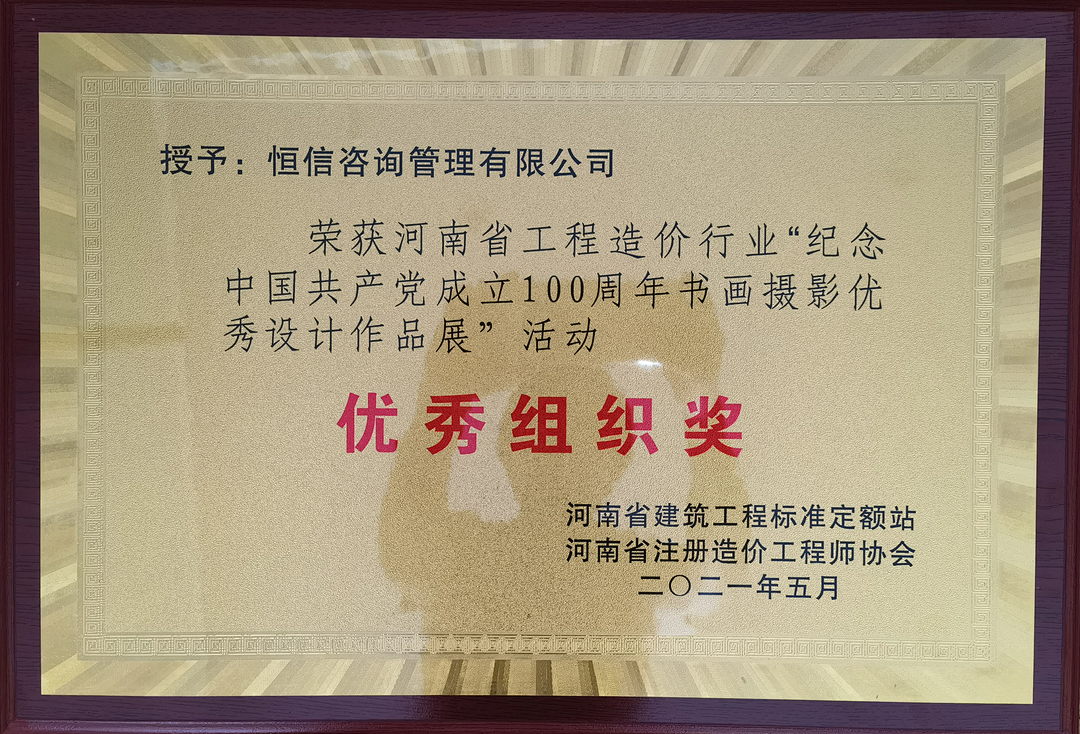 授予：恒信咨询管理有限公司
荣获河南省工程造价行业“纪念
中国共产党成立100周年书画摄影优
秀设计作品展”活动
优秀组织奖
河南省建筑工程标准定额站
河南省注册造价工程师协会
二〇二一年五月